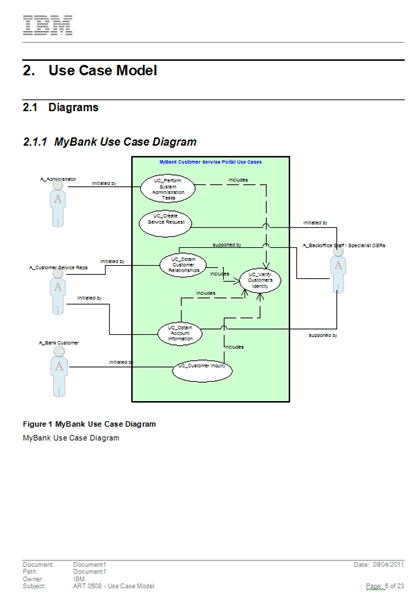 IBM
2. Use Case Model
2.1 Diagrams
2.1.1 MyBank Use Case Diagram
MyBank Customer Service Portal Use Cases
A_Administrator
Initiated by
UC_Perform
System
Administration
Tasks
Includes
UC_Create
Service Request
Initiated by
supported by
A_Backoffice Staff / Specialist CSRs
A_Customer Service Reps
Initiated by
UC_Obtain
Customer
Relationships
Includes
UC_Verify
Customers
Identity
Initiated by
Includes
UC_Obtain
Account
Information
supported by
A_Bank Customer
Initiated by
Includes
UC_Customer Inquiry
Figure 1 MyBank Use Case Diagram
MyBank Use Case Diagram
Document: Document1 Date: 09/04/2011
Path: Document1
Owner: IBM
Subject: ART 0508 - Use Case Model Page 5 of 23